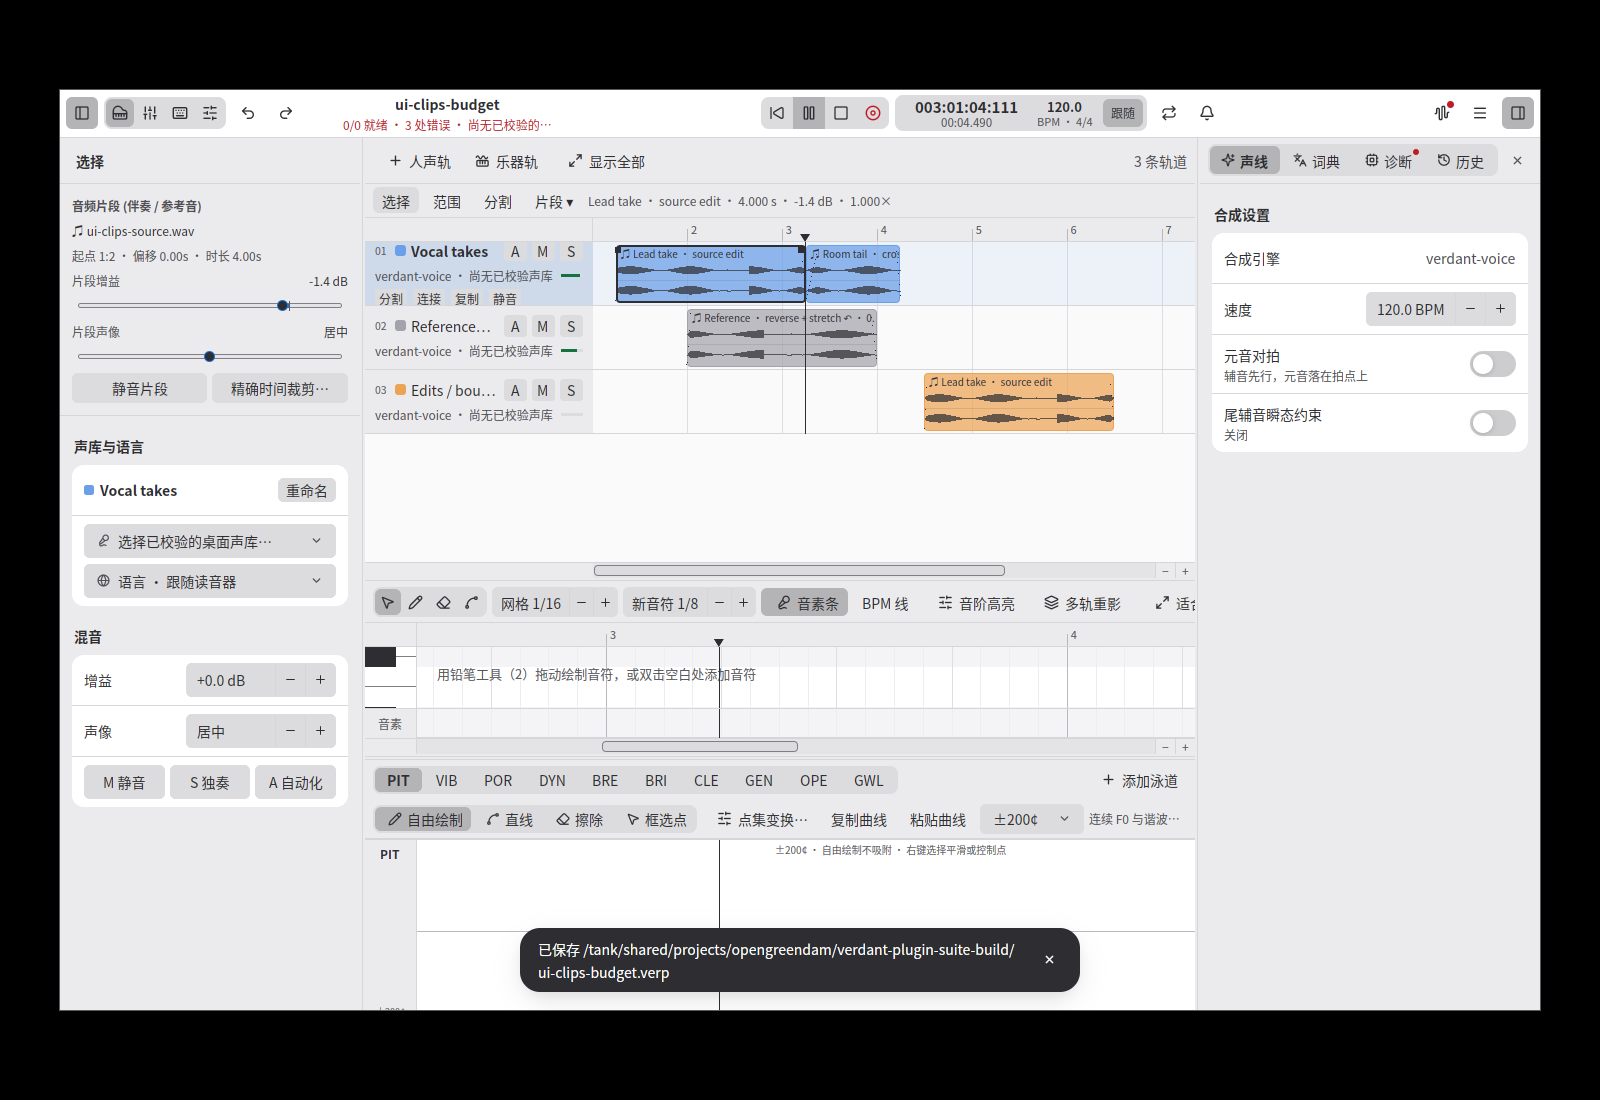 ui-clips-budget
0/0 就绪 · 3 处错误 · 尚无已校验的…
003:01:04:111
00:04.490
120.0
BPM · 4/4
跟随
选择
人声轨
乐器轨
显示全部
3 条轨道
声线
词典
诊断
历史
音频片段 (伴奏 / 参考音)
ui-clips-source.wav
起点 1:2 · 偏移 0.00s · 时长 4.00s
片段增益
-1.4 dB
片段声像
居中
静音片段
精确时间裁剪…
声库与语言
Vocal takes
重命名
选择已校验的桌面声库…
语言 · 跟随读音器
混音
增益
+0.0 dB
声像
居中
M 静音
S 独奏
A 自动化
选择
范围
分割
片段 ▾
Lead take · source edit · 4.000 s · -1.4 dB · 1.000×
2
3
4
5
6
7
01
Vocal takes
A
M
S
verdant-voice · 尚无已校验声库
分割
连接
复制
静音
Lead take · source edit
Room tail · cro
02
Reference…
A
M
S
verdant-voice · 尚无已校验声库
Reference · reverse + stretch ↶ · 0.
03
Edits / bou…
A
M
S
verdant-voice · 尚无已校验声库
Lead take · source edit
网格 1/16
新音符 1/8
音素条
BPM 线
音阶高亮
多轨重影
3
4
用铅笔工具（2）拖动绘制音符，或双击空白处添加音符
音素
PIT
VIB
POR
DYN
BRE
BRI
CLE
GEN
OPE
GWL
添加泳道
自由绘制
直线
擦除
框选点
点集变换…
复制曲线
粘贴曲线
±200¢
连续 F0 与谐波…
PIT
±200¢ · 自由绘制不吸附 · 右键选择平滑或控制点
已保存 /tank/shared/projects/opengreendam/verdant-plugin-suite-build/
ui-clips-budget.verp
合成设置
合成引擎
verdant-voice
速度
120.0 BPM
元音对拍
辅音先行，元音落在拍点上
尾辅音瞬态约束
关闭